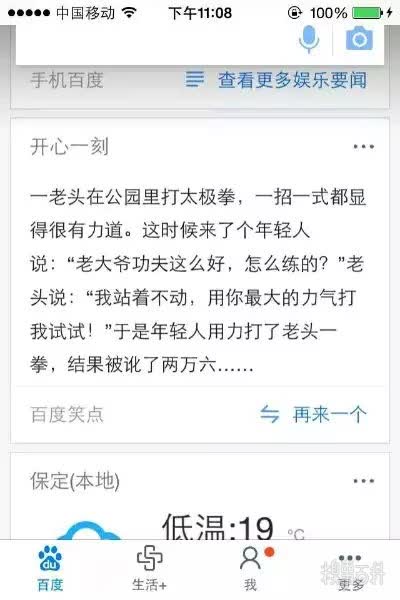 中国移动 下午11:08 100%
手机百度 查看更多娱乐要闻
开心一刻
一老头在公园里打太极拳，一招一式都显
得很有力道。这时候来了个年轻人
说：“老大爷功夫这么好，怎么练的？”老
头说：“我站着不动，用你最大的力气打
我试试！”于是年轻人用力打了老头一
拳，结果被讹了两万六……
百度笑点 再来一个
保定(本地)
低温:19 °C
du
百度 生活+ 我 更多